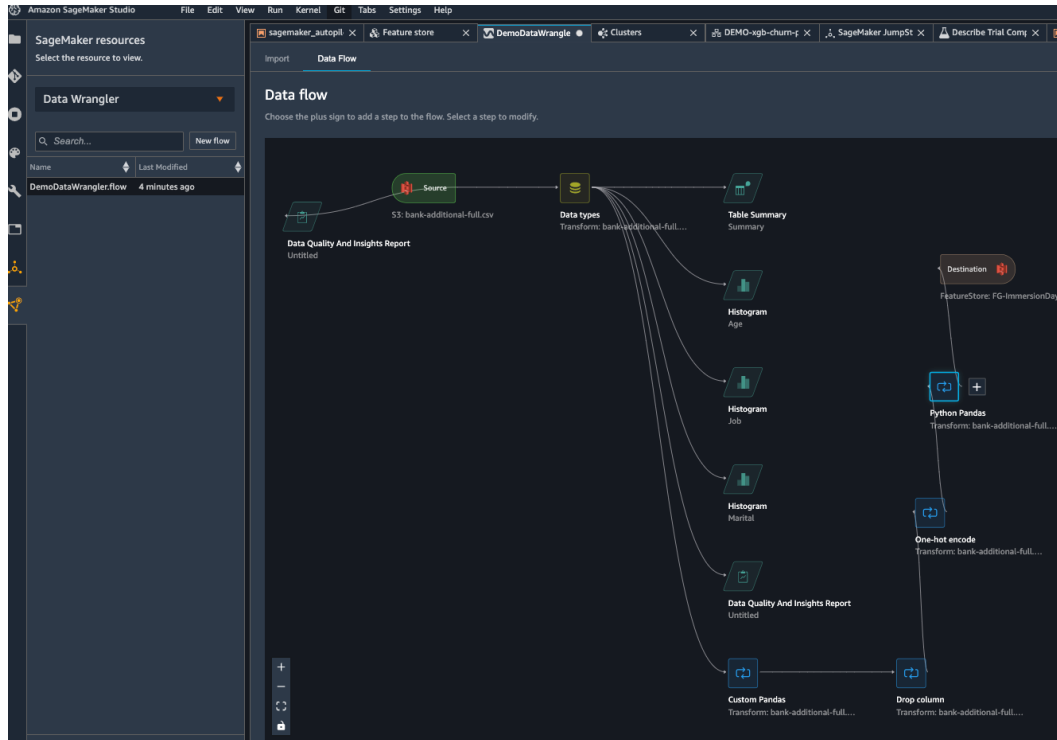 Amazon SageMaker Studio File Edit View Run Kernel Git Tabs Settings Help
sagemaker_autopil Feature store DemoDataWrangle Clusters DEMO-xgb-churn-p SageMaker JumpSt Describe Trial Comp
SageMaker resources
Select the resource to view.
Data Wrangler
Search...
New flow
Name Last Modified
DemoDataWrangler.flow 4 minutes ago
Import Data Flow
Data flow
Choose the plus sign to add a step to the flow. Select a step to modify.
Source
S3: bank-additional-full.csv
Data Quality And Insights Report
Untitled
Data types
Transform: bank-additional-full....
Table Summary
Summary
Histogram
Age
Histogram
Job
Histogram
Marital
Data Quality And Insights Report
Untitled
Custom Pandas
Transform: bank-additional-full....
Drop column
Transform: bank-additional-full....
One-hot encode
Transform: bank-additional-full....
Python Pandas
Transform: bank-additional-full....
Destination
FeatureStore: FG-ImmersionDay